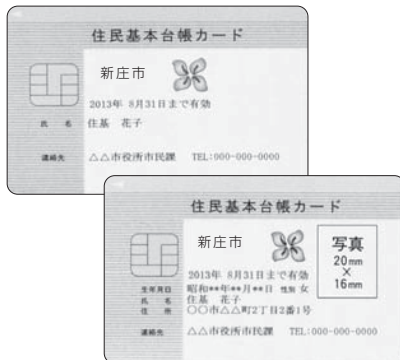 住民基本台帳カード
新庄市
2013年 8月31日まで有効
氏 名 住基 花子
連絡先 △△市役所市民課 TEL:000-000-0000
住民基本台帳カード
新庄市
写真
20mm
×
16mm
2013年 8月31日まで有効
生年月日 昭和**年**月**日 性別 女
氏 名 住基 花子
住 所 〇〇市△△町2丁目2番1号
連絡先 △△市役所市民課 TEL:000-000-0000